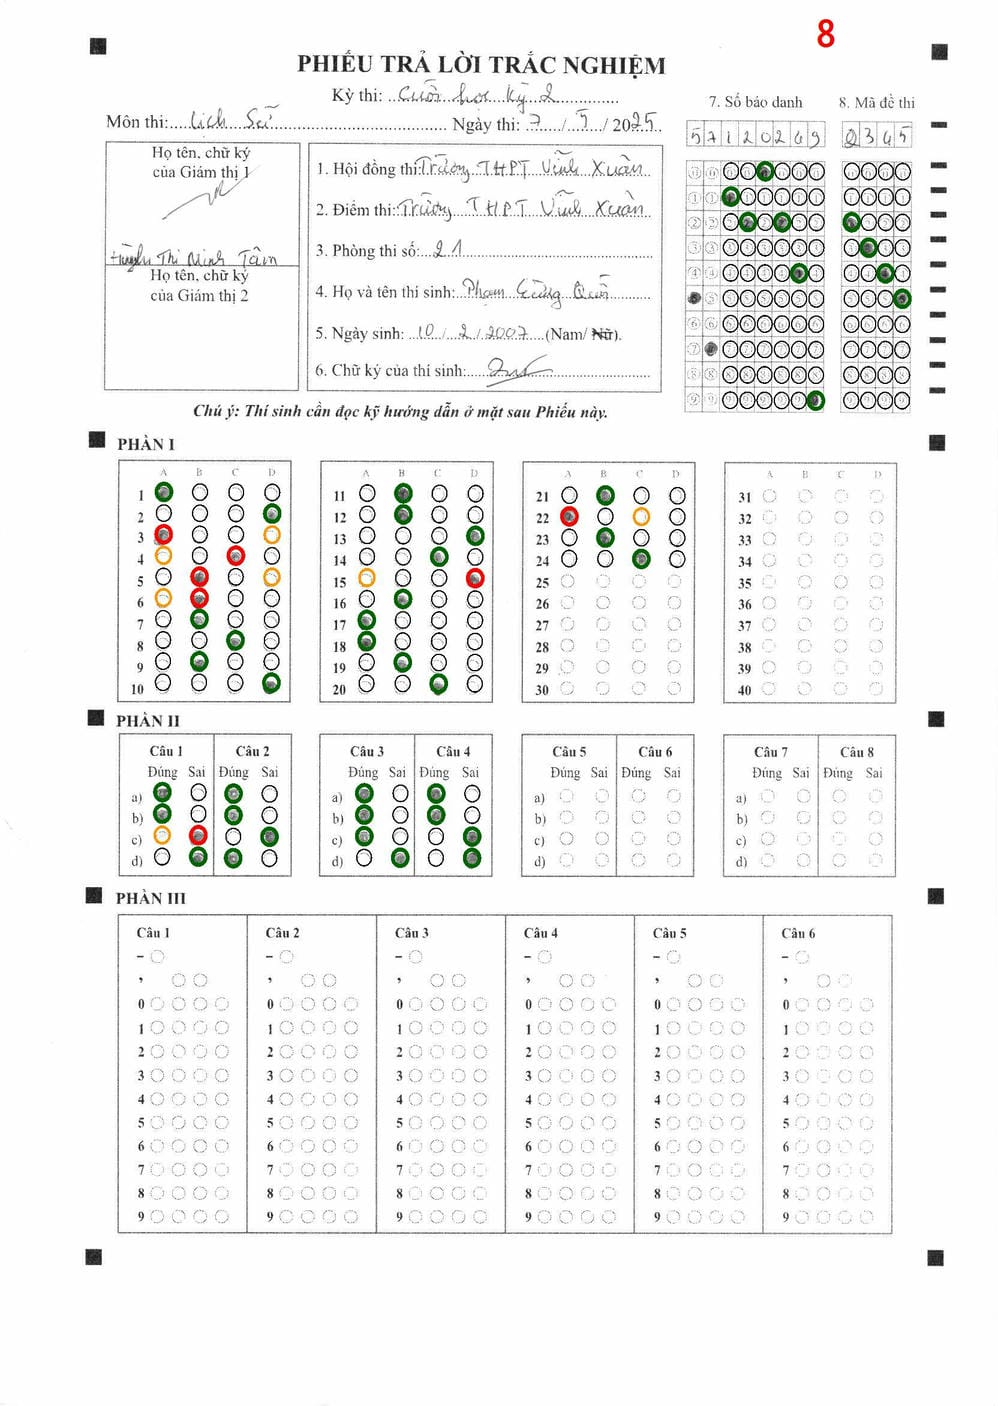 8
PHIẾU TRẢ LỜI TRẮC NGHIỆM
Kỳ thi: Cuối học Kỳ 2
Môn thi: Lịch Sử Ngày thi: 7 / 5 / 2025
7. Số báo danh 8. Mã đề thi
5 7 1 2 0 2 4 9 2 3 4 5
Họ tên, chữ ký
của Giám thị 1
Huỳnh Thị Minh Tâm
Họ tên, chữ ký
của Giám thị 2
1. Hội đồng thi: Trường THPT Vĩnh Xuân
2. Điểm thi: Trường THPT Vĩnh Xuân
3. Phòng thi số: 21
4. Họ và tên thí sinh: Phạm
5. Ngày sinh: 10 / 2 / 2007 (Nam/ Nữ).
6. Chữ ký của thí sinh:
Chú ý: Thí sinh cần đọc kỹ hướng dẫn ở mặt sau Phiếu này.
PHẦN I
A B C D A B C D A B C D A B C D
1 11 21 31
2 12 22 32
3 13 23 33
4 14 24 34
5 15 25 35
6 16 26 36
7 17 27 37
8 18 28 38
9 19 29 39
10 20 30 40
PHẦN II
Câu 1 Câu 2 Câu 3 Câu 4 Câu 5 Câu 6 Câu 7 Câu 8
Đúng Sai Đúng Sai Đúng Sai Đúng Sai Đúng Sai Đúng Sai Đúng Sai Đúng Sai
a) a) a) a)
b) b) b) b)
c) c) c) c)
d) d) d) d)
PHẦN III
Câu 1 Câu 2 Câu 3 Câu 4 Câu 5 Câu 6
- - - - - -
, , , , , ,
0 0 0 0 0 0
1 1 1 1 1 1
2 2 2 2 2 2
3 3 3 3 3 3
4 4 4 4 4 4
5 5 5 5 5 5
6 6 6 6 6 6
7 7 7 7 7 7
8 8 8 8 8 8
9 9 9 9 9 9